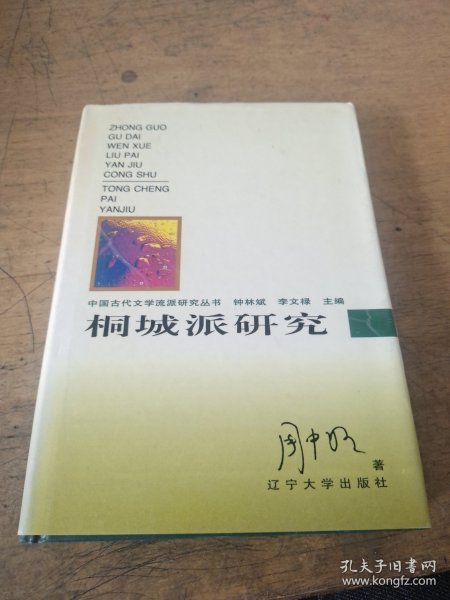 ZHONG GUO
GU DAI
WEN XUE
LIU PAI
YAN JIU
CONG SHU
TONG CHENG
PAI
YANJIU
中国古代文学流派研究丛书 钟林斌 李文禄 主编
桐城派研究
周中明 著
辽宁大学出版社
孔夫子旧书网
www.kongfz.com